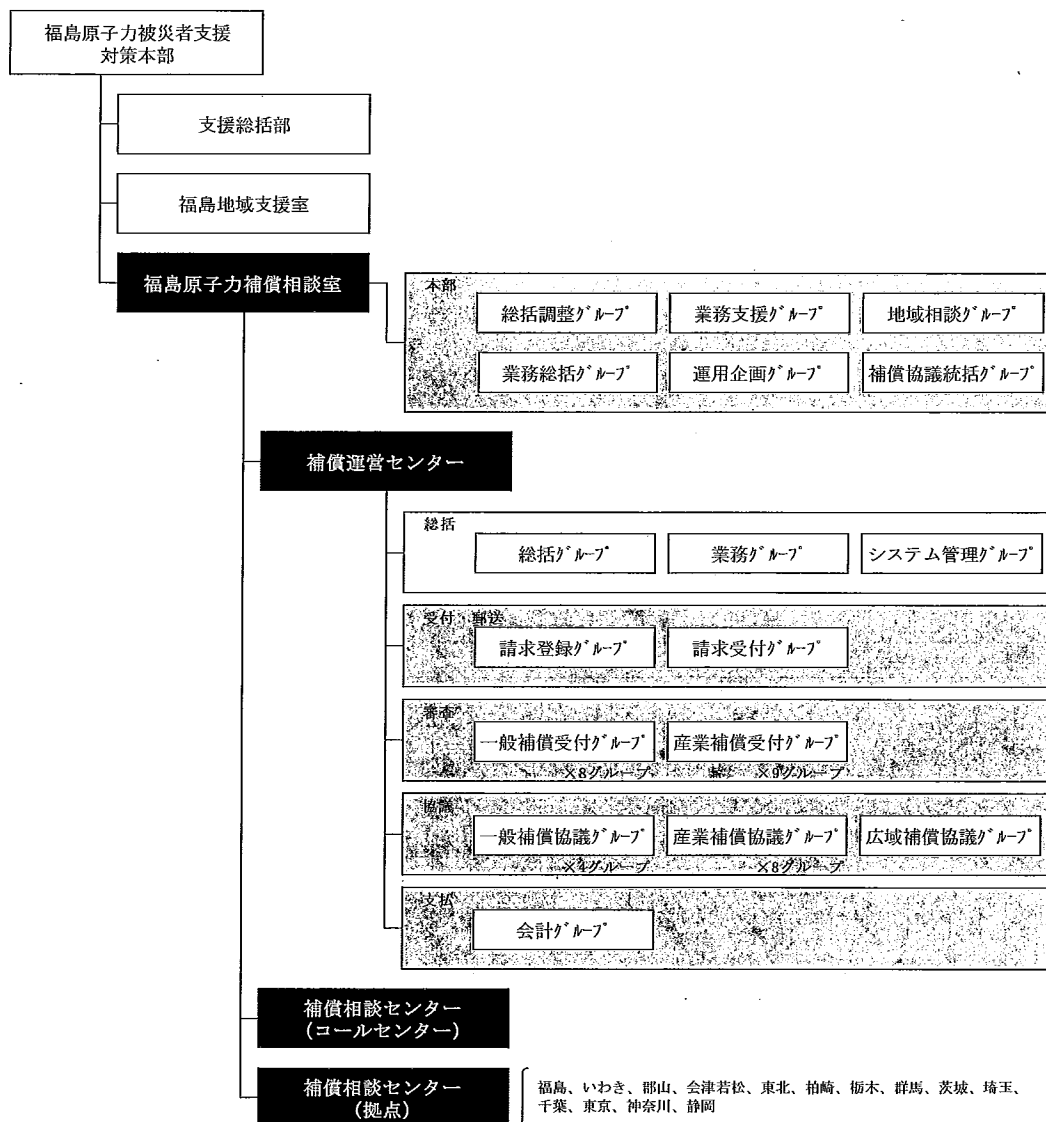 福島原子力被災者支援
対策本部
支援総括部
福島地域支援室
福島原子力補償相談室
本部
総括調整ｸﾞﾙｰﾌﾟ 業務支援ｸﾞﾙｰﾌﾟ 地域相談ｸﾞﾙｰﾌﾟ
業務総括ｸﾞﾙｰﾌﾟ 運用企画ｸﾞﾙｰﾌﾟ 補償協議統括ｸﾞﾙｰﾌﾟ
補償運営センター
総括
総括ｸﾞﾙｰﾌﾟ 業務ｸﾞﾙｰﾌﾟ システム管理ｸﾞﾙｰﾌﾟ
受付・郵送
請求登録ｸﾞﾙｰﾌﾟ 請求受付ｸﾞﾙｰﾌﾟ
審査
一般補償受付ｸﾞﾙｰﾌﾟ 産業補償受付ｸﾞﾙｰﾌﾟ
×8グループ ×9グループ
協議
一般補償協議ｸﾞﾙｰﾌﾟ 産業補償協議ｸﾞﾙｰﾌﾟ 広域補償協議ｸﾞﾙｰﾌﾟ
×4グループ ×8グループ
支払
会計ｸﾞﾙｰﾌﾟ
補償相談センター
(コールセンター)
補償相談センター
(拠点)
福島、いわき、郡山、会津若松、東北、柏崎、栃木、群馬、茨城、埼玉、
千葉、東京、神奈川、静岡